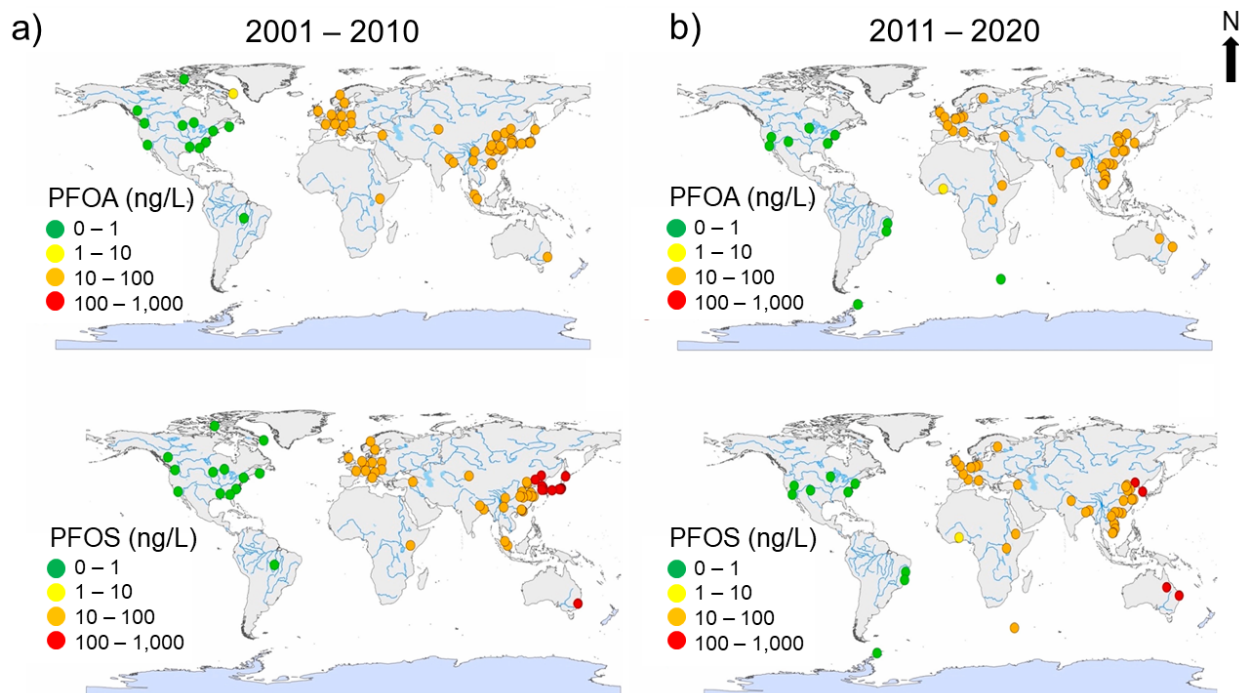 a)
2001 – 2010
PFOA (ng/L)
0 – 1
1 – 10
10 – 100
100 – 1,000
PFOS (ng/L)
0 – 1
1 – 10
10 – 100
100 – 1,000
b)
2011 – 2020
N
PFOA (ng/L)
0 – 1
1 – 10
10 – 100
100 – 1,000
PFOS (ng/L)
0 – 1
1 – 10
10 – 100
100 – 1,000